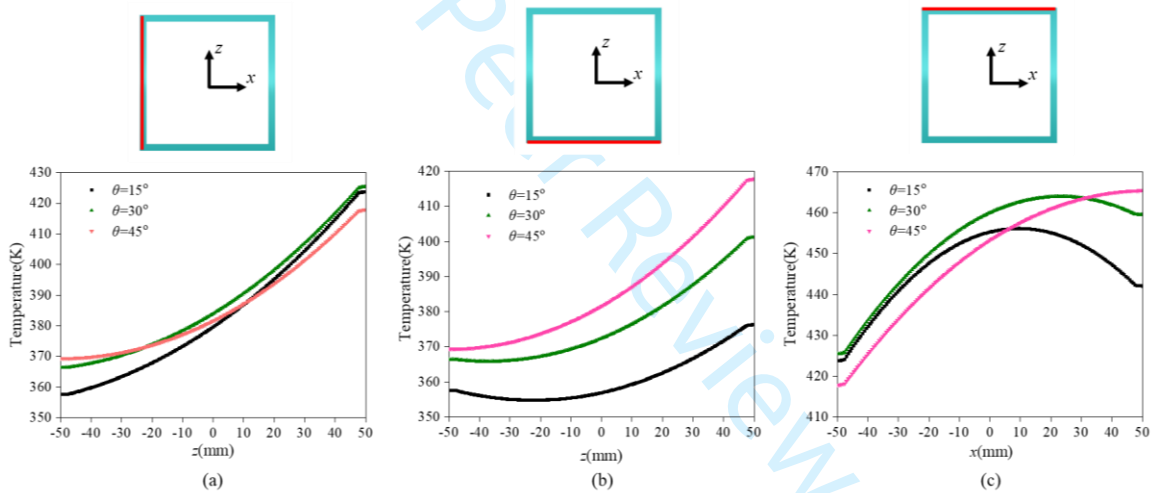 z
x
z
x
z
x
Peer Review
430
420
410
400
390
380
370
360
350
Temperature(K)
θ=15°
θ=30°
θ=45°
-50 -40 -30 -20 -10 0 10 20 30 40 50
z(mm)
(a)
420
410
400
390
380
370
360
350
Temperature(K)
θ=15°
θ=30°
θ=45°
-50 -40 -30 -20 -10 0 10 20 30 40 50
z(mm)
(b)
470
460
450
440
430
420
410
Temperature(K)
θ=15°
θ=30°
θ=45°
-50 -40 -30 -20 -10 0 10 20 30 40 50
x(mm)
(c)